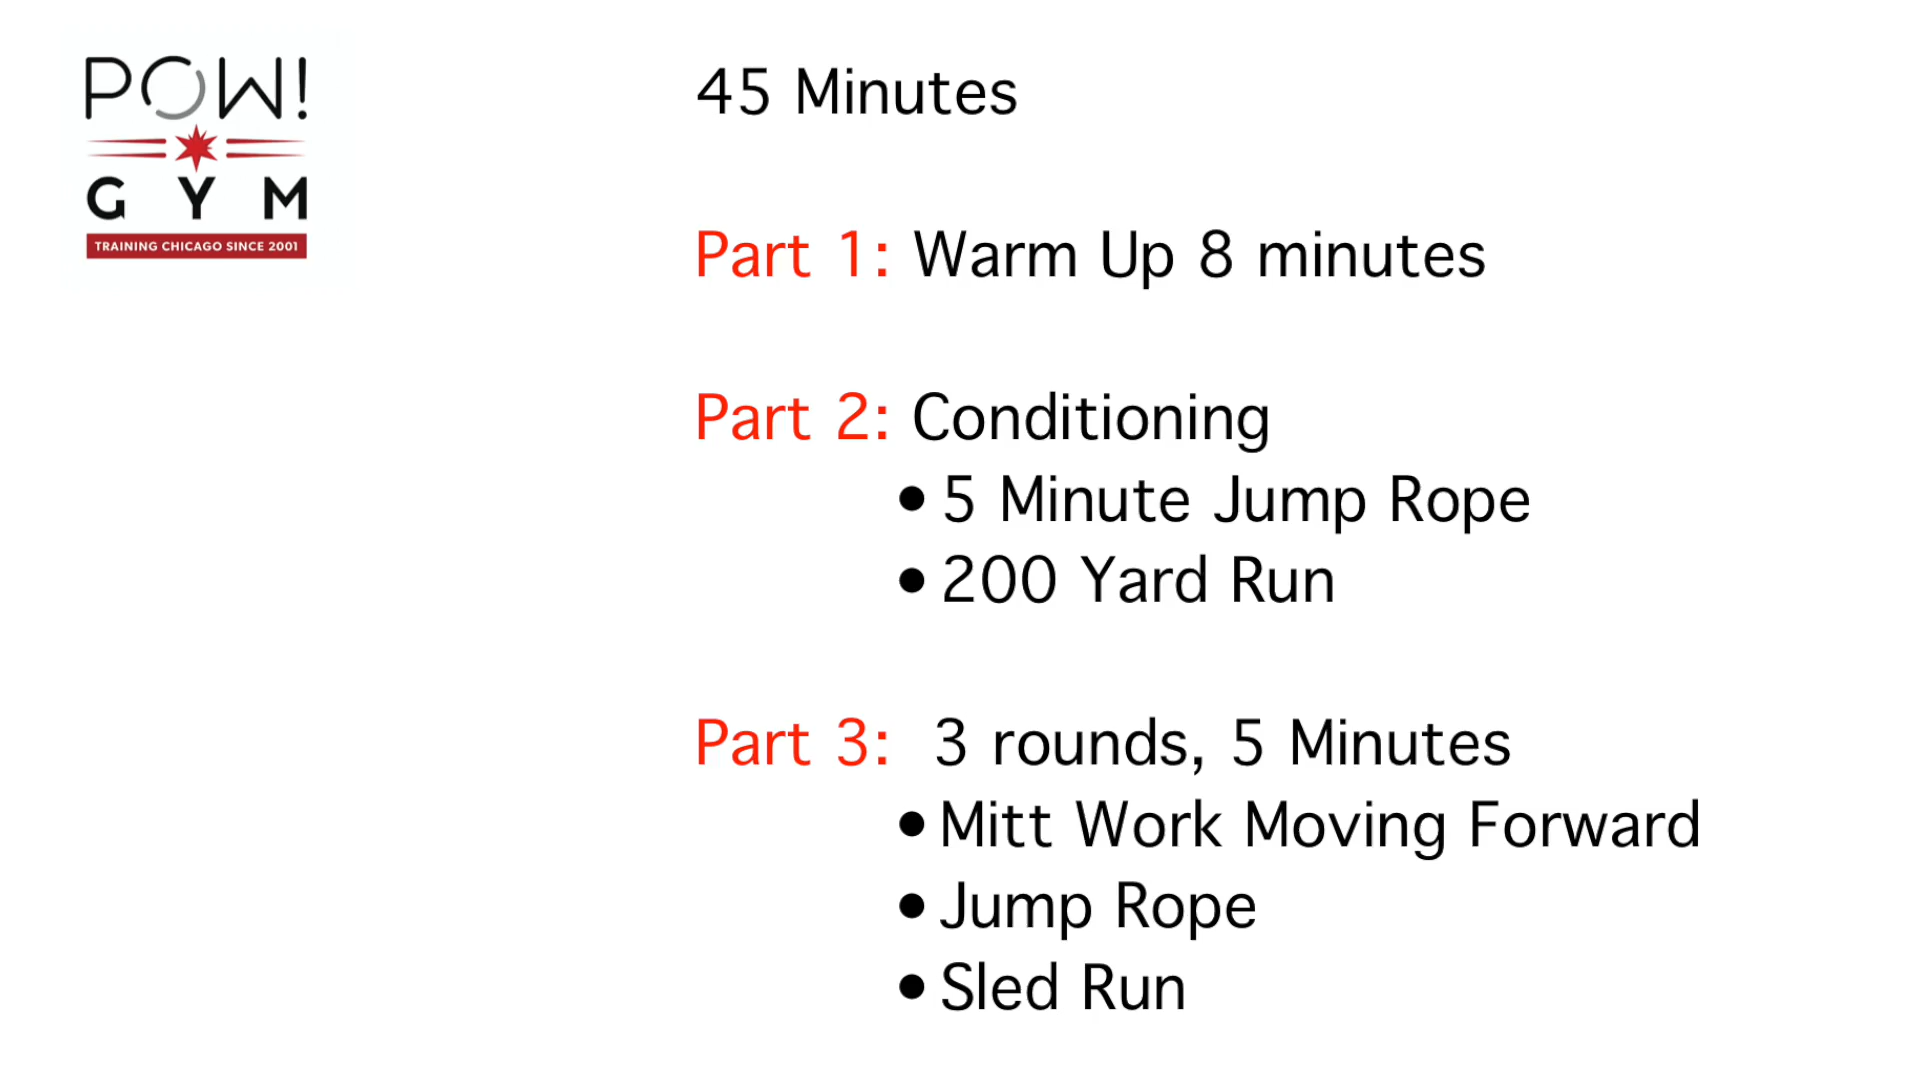 POW!
GYM
TRAINING CHICAGO SINCE 2001
45 Minutes
Part 1: Warm Up 8 minutes
Part 2: Conditioning
• 5 Minute Jump Rope
• 200 Yard Run
Part 3: 3 rounds, 5 Minutes
• Mitt Work Moving Forward
• Jump Rope
• Sled Run